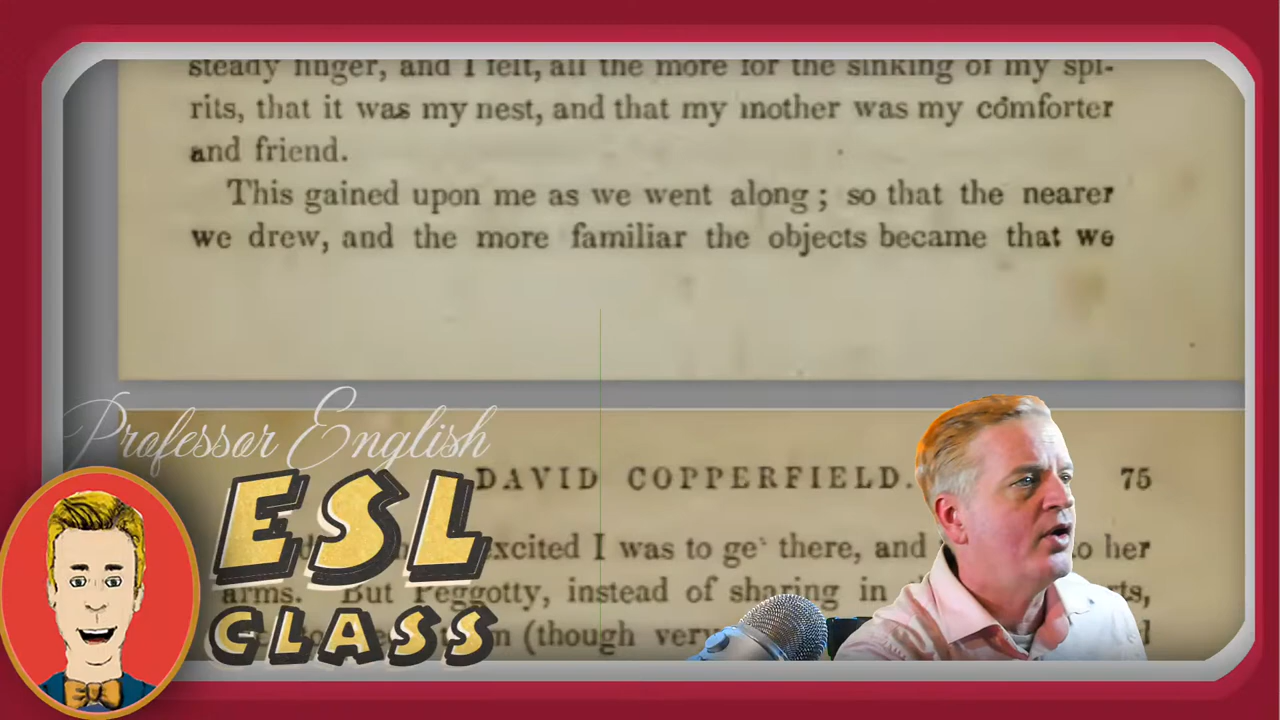 steady finger, and I felt, all the more for the sinking of my spi-
rits, that it was my nest, and that my mother was my comforter
and friend.
This gained upon me as we went along; so that the nearer
we drew, and the more familiar the objects became that we
Professor English
ESL
CLASS
DAVID COPPERFIELD. 75
excited I was to ge there, and to her
arms. But Peggotty, instead of sharing in
(though very